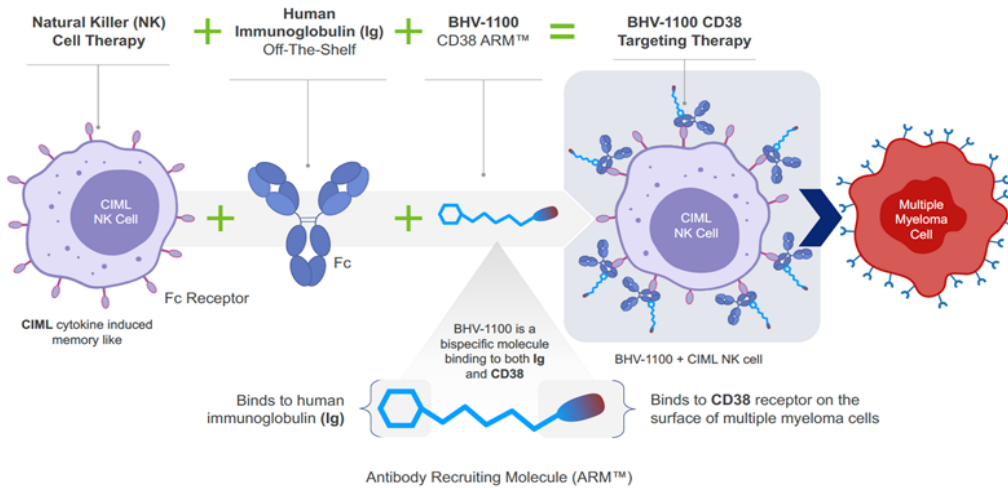 Natural Killer (NK)
Cell Therapy
Human
Immunoglobulin (Ig)
Off-The-Shelf
BHV-1100
CD38 ARM™
BHV-1100 CD38
Targeting Therapy
CIML
NK Cell
Fc
Fc Receptor
CIML cytokine induced
memory like
CIML
NK Cell
Multiple
Myeloma
Cell
BHV-1100 is a
bispecific molecule
binding to both Ig
and CD38
BHV-1100 + CIML NK cell
Binds to human
immunoglobulin (Ig)
Binds to CD38 receptor on the
surface of multiple myeloma cells
Antibody Recruiting Molecule (ARM™)